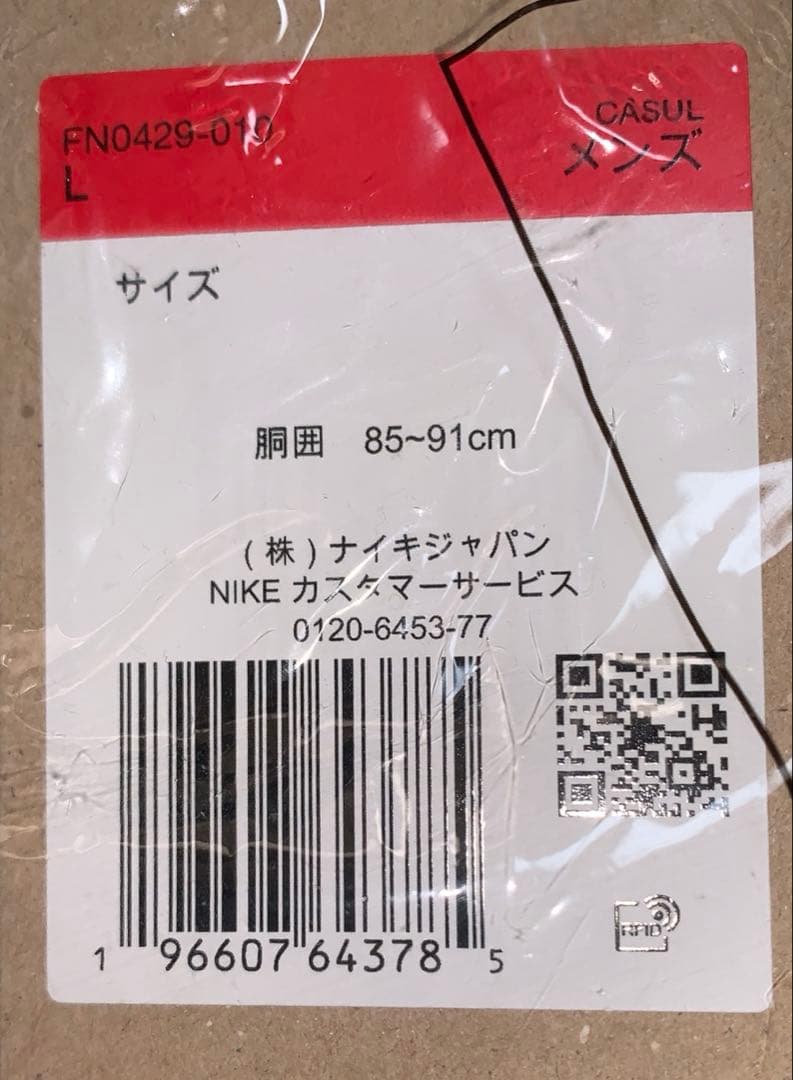 FN0429-010
L
CASUL
メンズ
サイズ
胴囲 85~91cm
(株)ナイキジャパン
NIKE カスタマーサービス
0120-6453-77
1 96607 64378 5
RFID